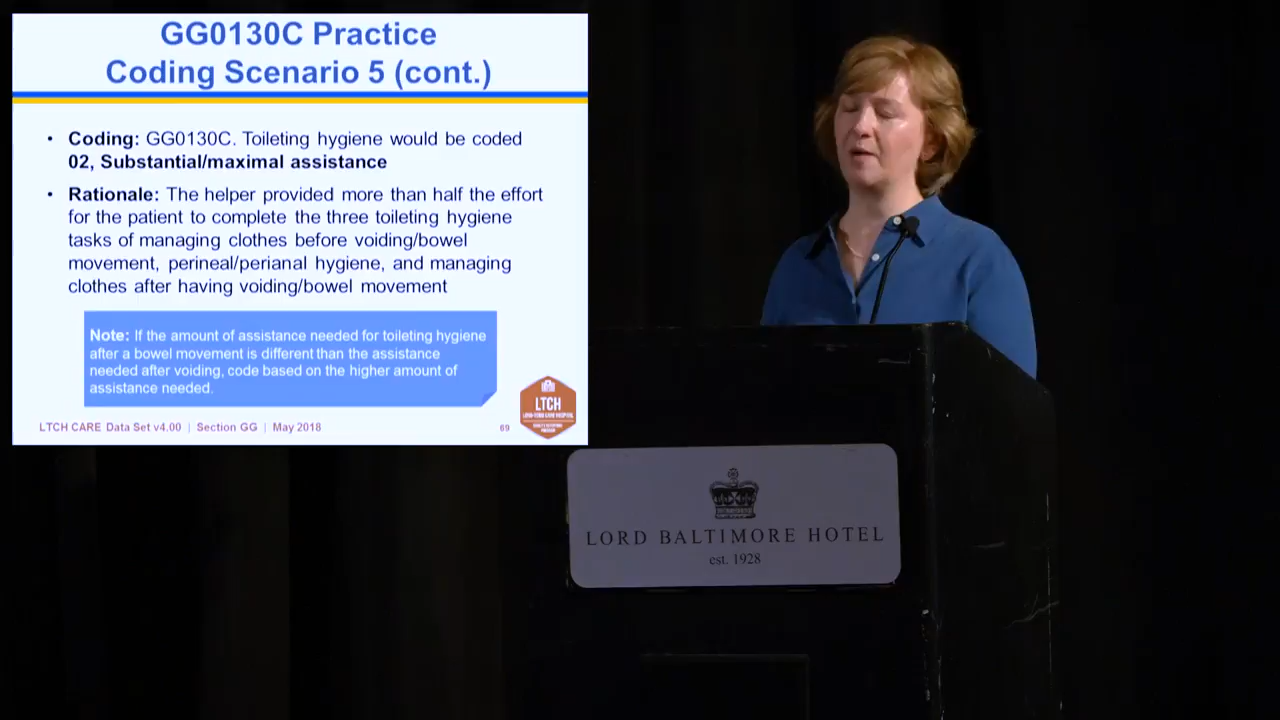 GG0130C Practice
Coding Scenario 5 (cont.)
• Coding: GG0130C. Toileting hygiene would be coded
02, Substantial/maximal assistance
• Rationale: The helper provided more than half the effort
for the patient to complete the three toileting hygiene
tasks of managing clothes before voiding/bowel
movement, perineal/perianal hygiene, and managing
clothes after having voiding/bowel movement
Note: If the amount of assistance needed for toileting hygiene
after a bowel movement is different than the assistance
needed after voiding, code based on the higher amount of
assistance needed.
LTCH CARE Data Set v4.00 | Section GG | May 2018
69
LTCH
LONG-TERM CARE HOSPITAL
LORD BALTIMORE HOTEL
est. 1928